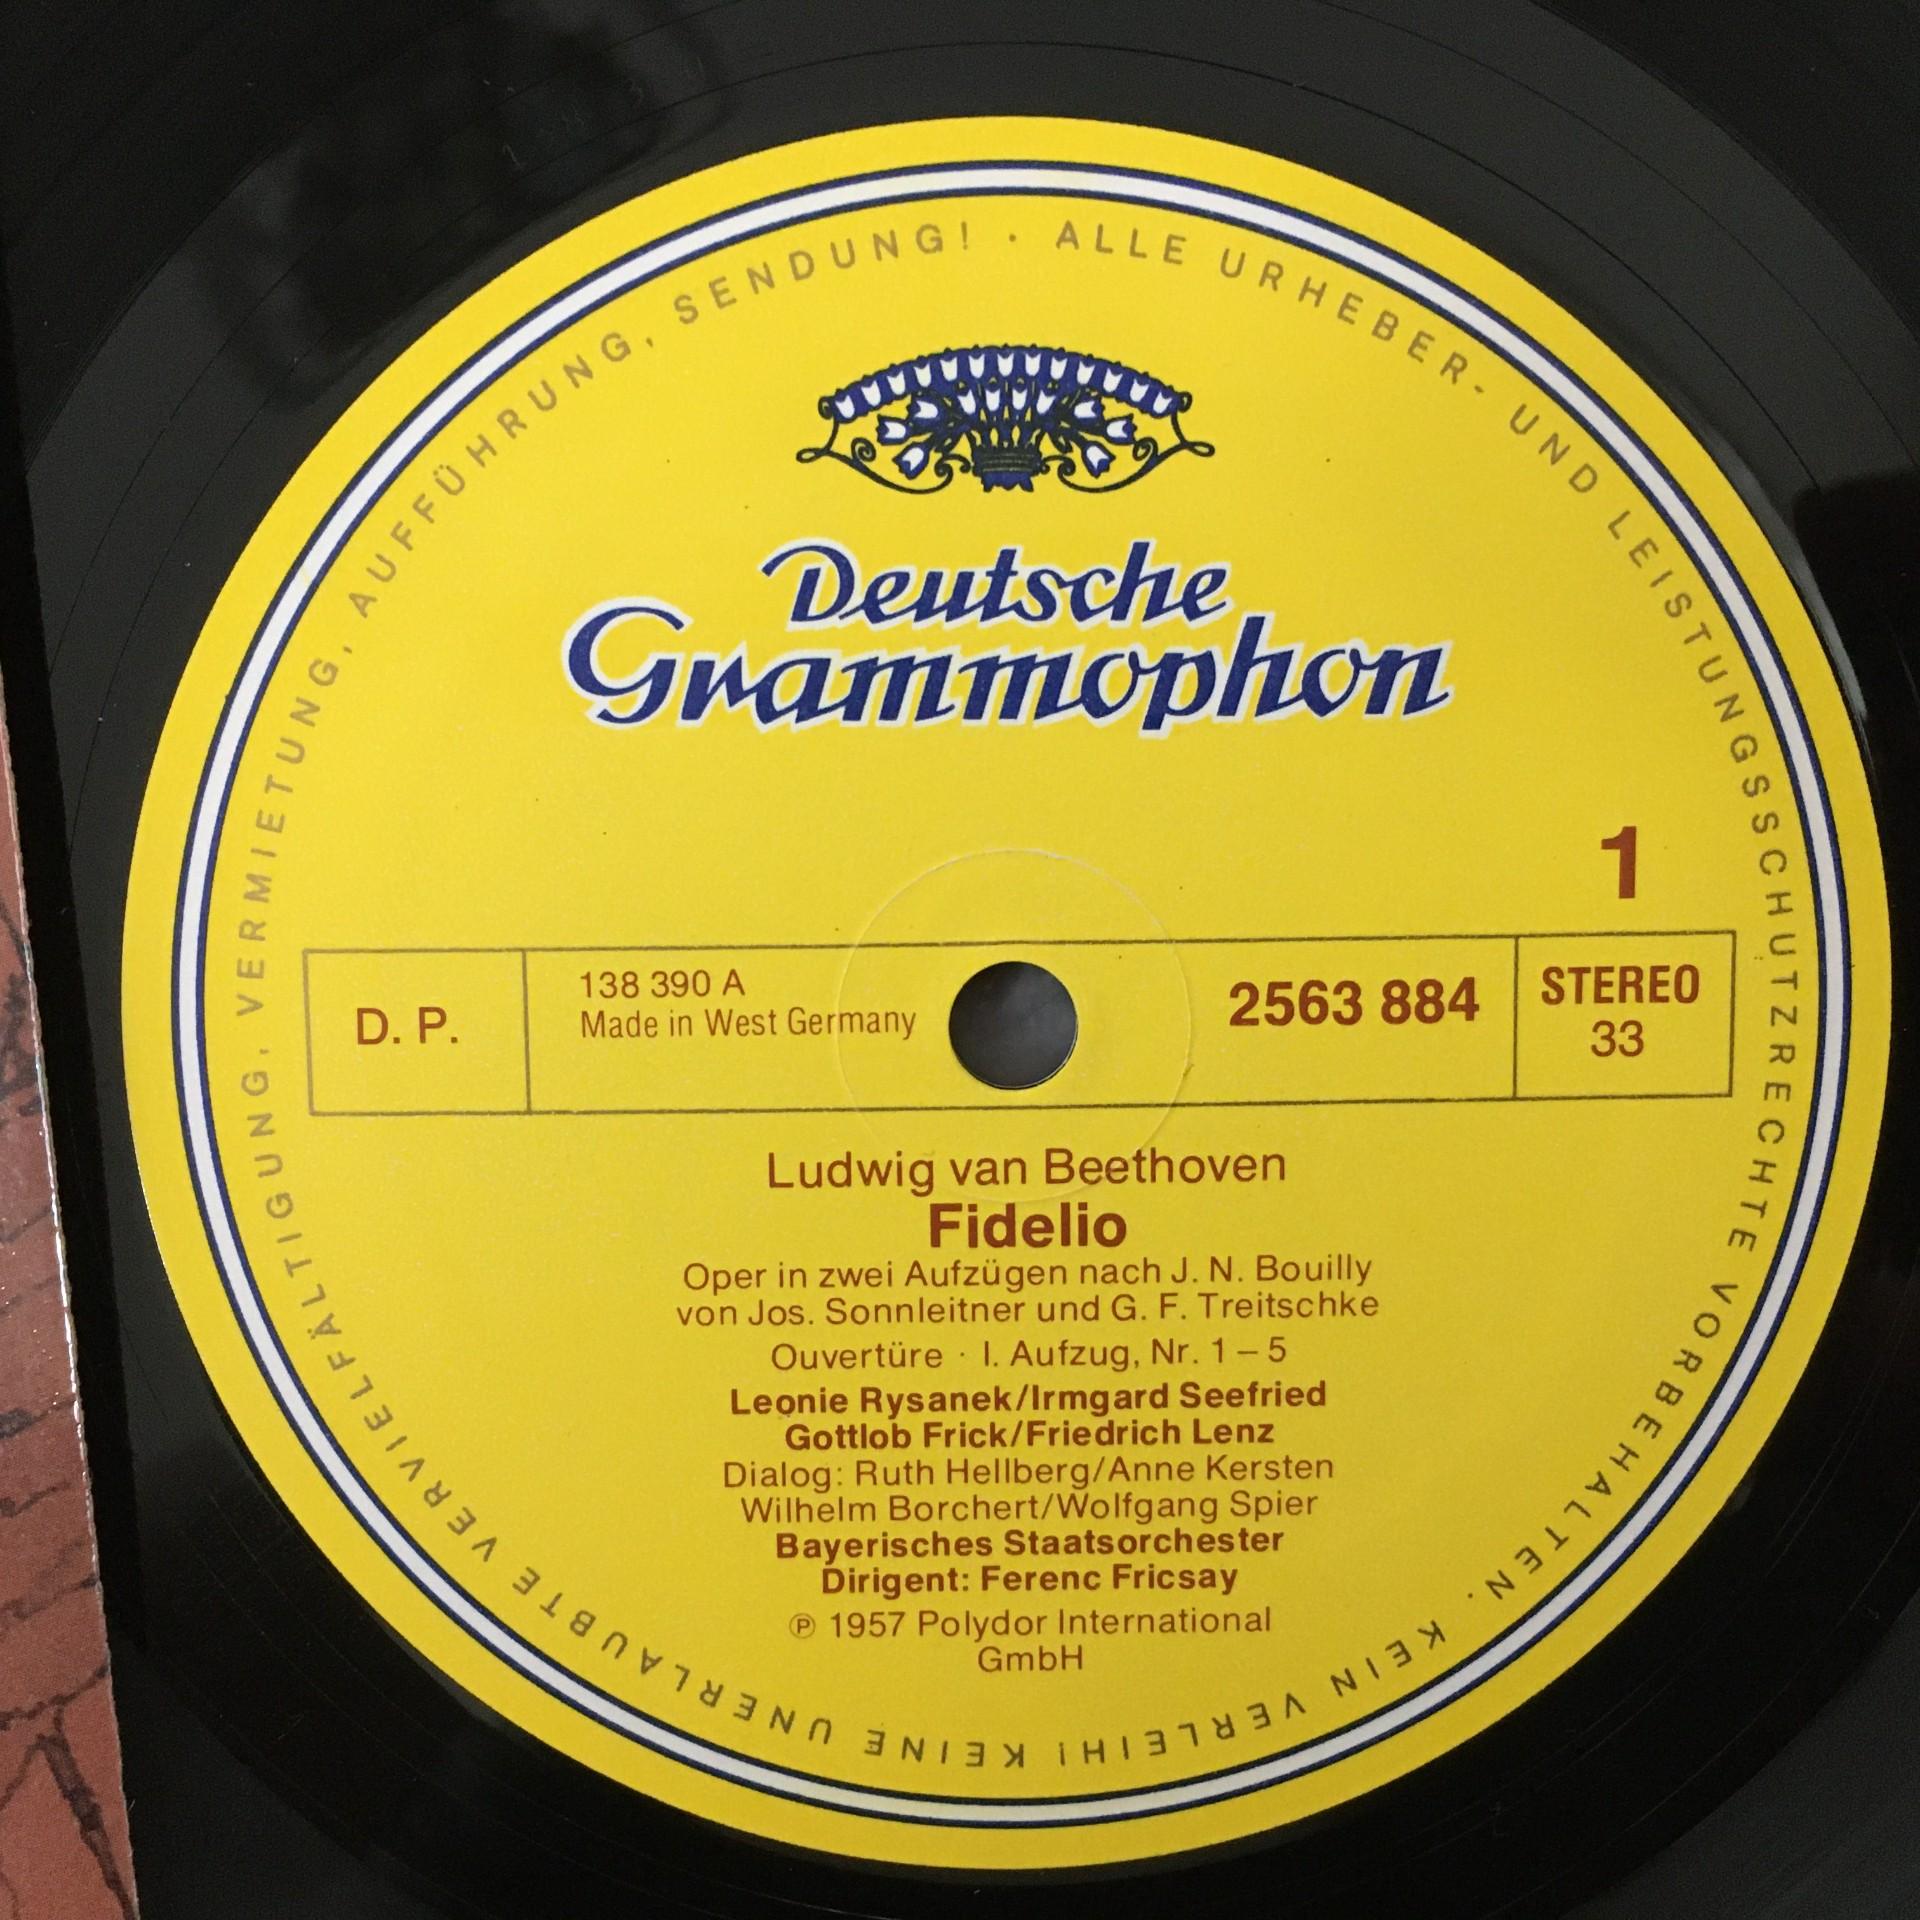 ALLE URHEBER- UND LEISTUNGSSCHUTZRECHTE VORBEHALTEN. KEIN VERLEIH! KEINE UNERLAUBTE VERVIELFÄLTIGUNG, VERMIETUNG, AUFFÜHRUNG, SENDUNG! ·
Deutsche
Grammophon
1
D. P.
138 390 A
Made in West Germany
2563 884
STEREO
33
Ludwig van Beethoven
Fidelio
Oper in zwei Aufzügen nach J. N. Bouilly
von Jos. Sonnleitner und G. F. Treitschke
Ouvertüre · I. Aufzug, Nr. 1 – 5
Leonie Rysanek/Irmgard Seefried
Gottlob Frick/Friedrich Lenz
Dialog: Ruth Hellberg/Anne Kersten
Wilhelm Borchert/Wolfgang Spier
Bayerisches Staatsorchester
Dirigent: Ferenc Fricsay
℗ 1957 Polydor International
GmbH